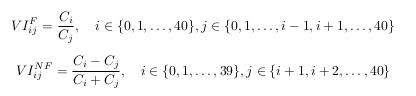 VI^F_{ij} = \frac{C_i}{C_j}, \quad i \in \{0, 1, \ldots, 40\}, j \in \{0, 1, \ldots, i-1, i+1, \ldots, 40\}
VI^{NF}_{ij} = \frac{C_i - C_j}{C_i + C_j}, \quad i \in \{0, 1, \ldots, 39\}, j \in \{i+1, i+2, \ldots, 40\}